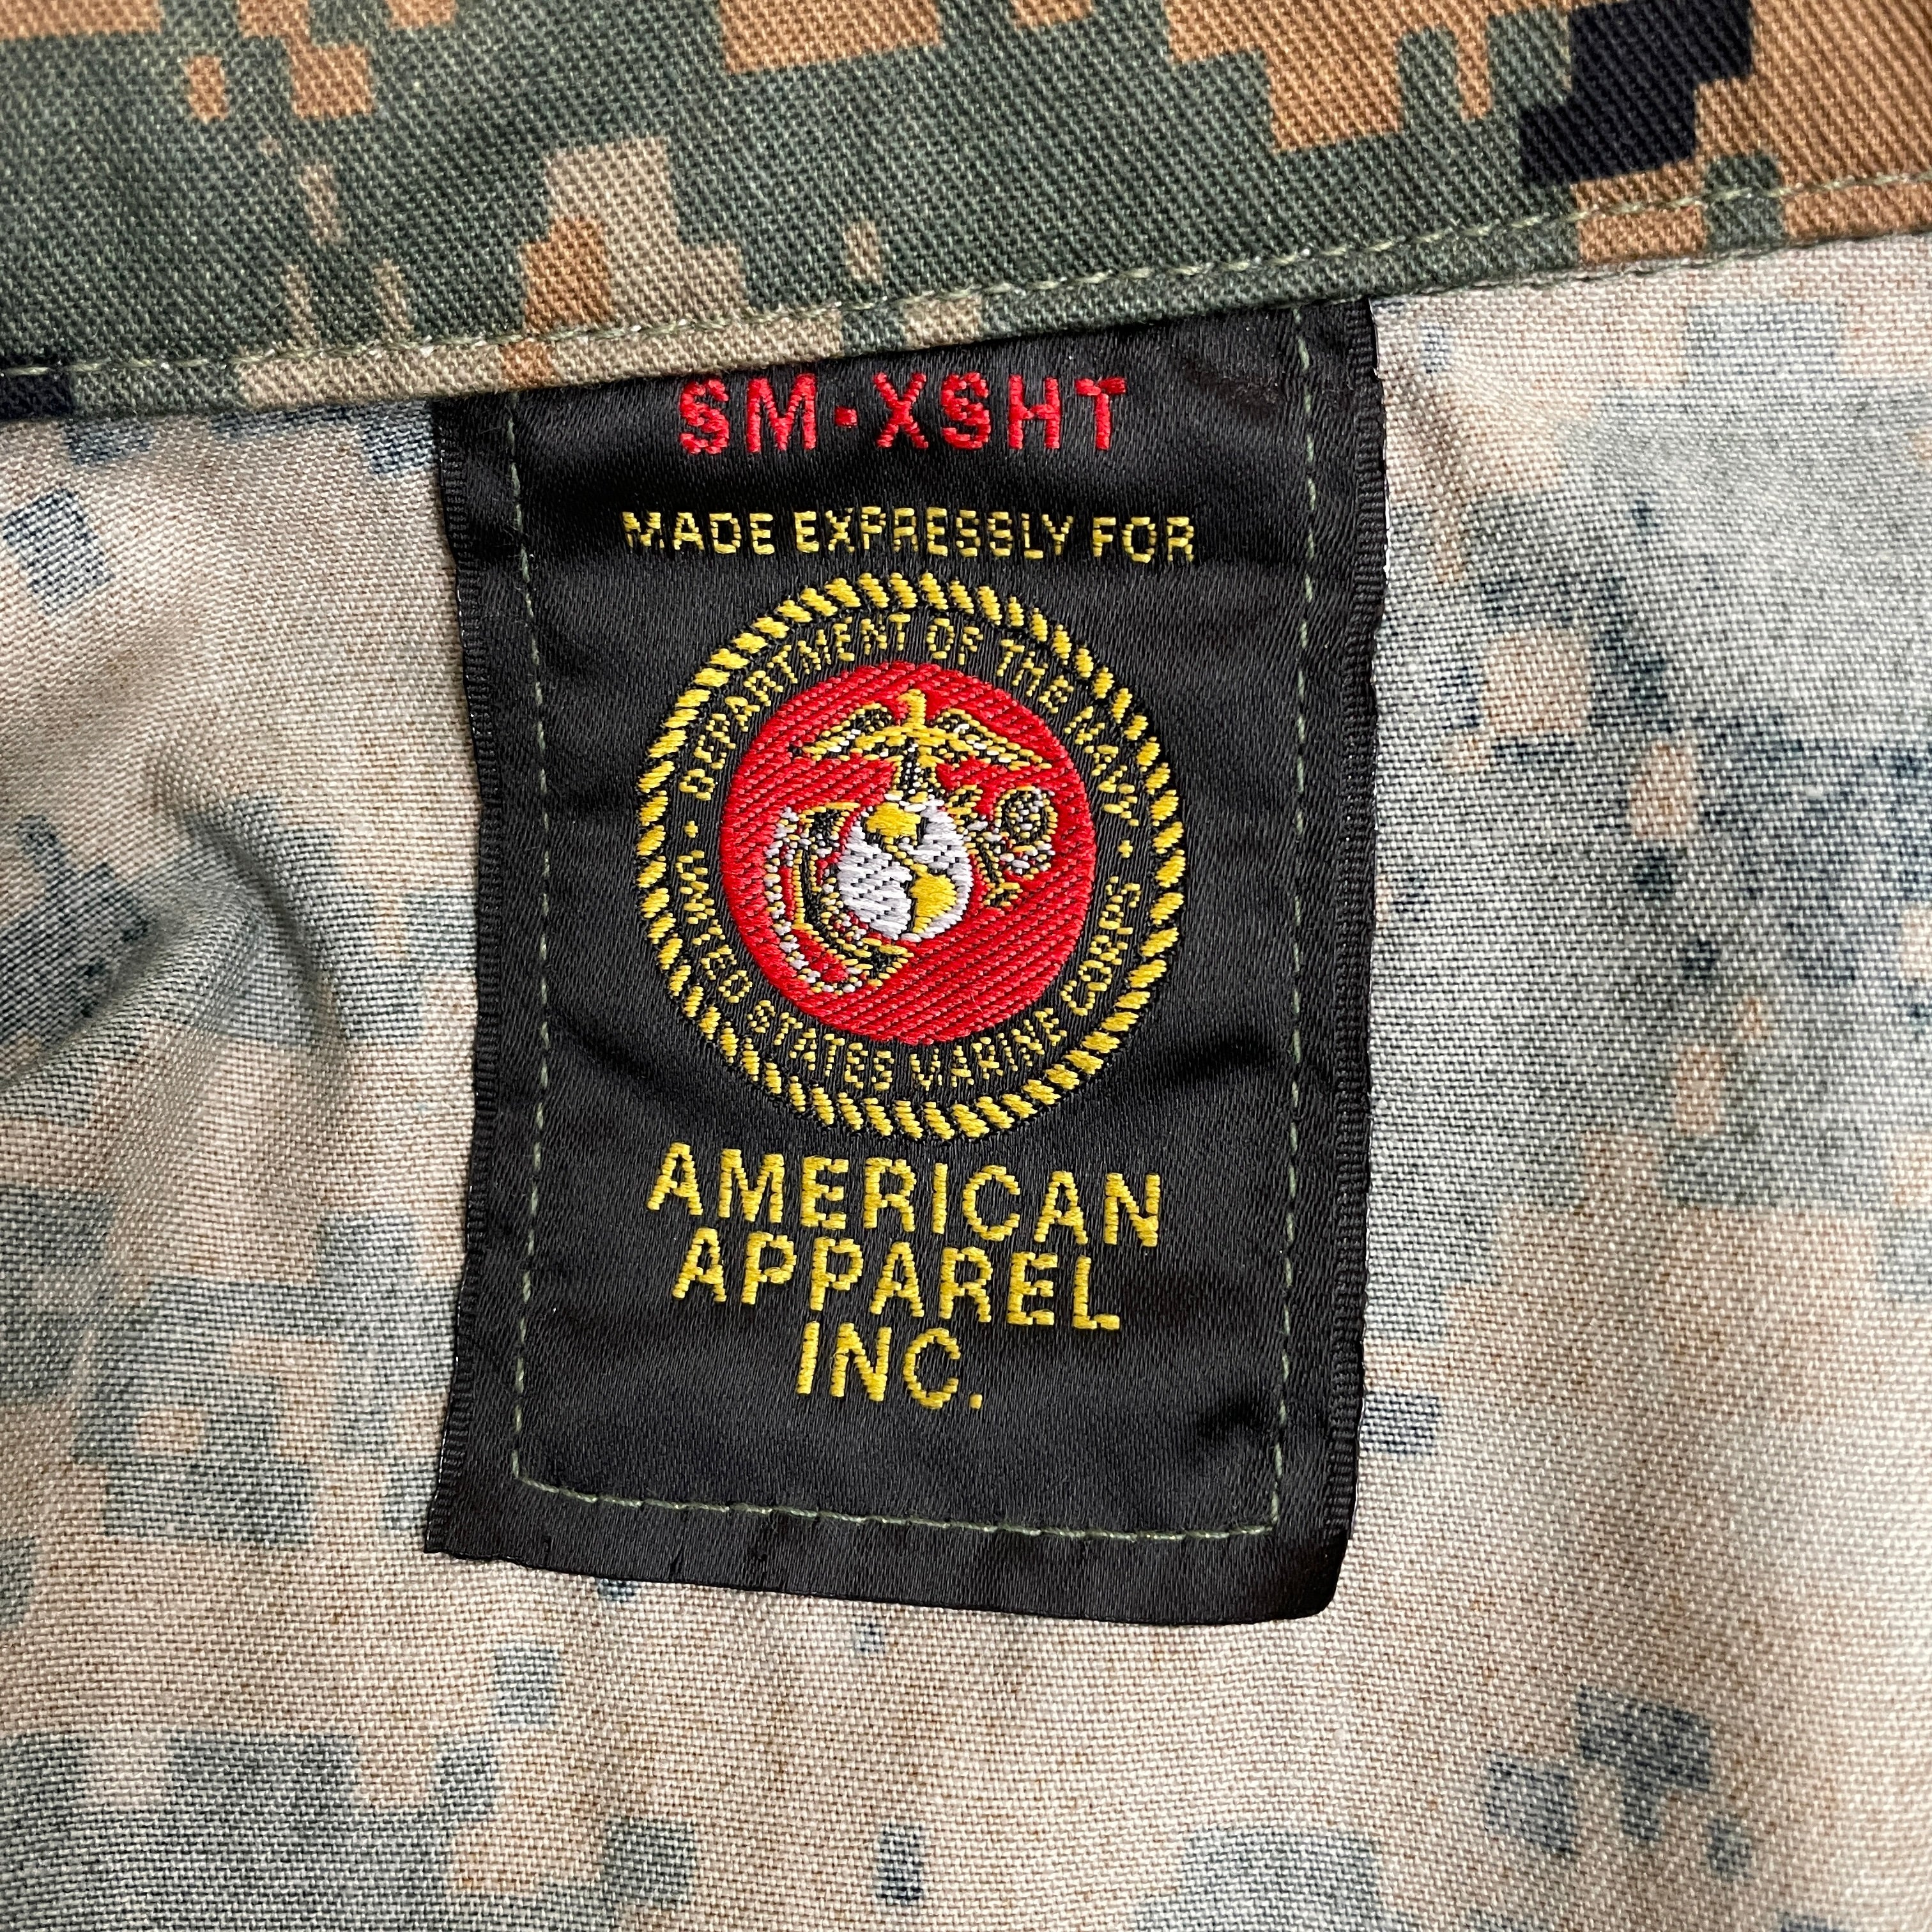 SM·XSHT
MADE EXPRESSLY FOR
DEPARTMENT OF THE NAVY
• UNITED STATES MARINE CORPS •
AMERICAN
APPAREL
INC.